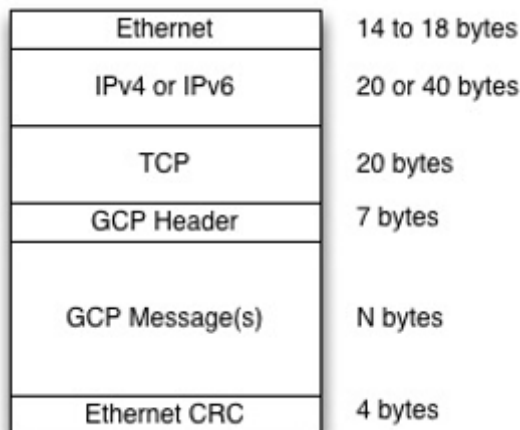 Ethernet 14 to 18 bytes
IPv4 or IPv6 20 or 40 bytes
TCP 20 bytes
GCP Header 7 bytes
GCP Message(s) N bytes
Ethernet CRC 4 bytes